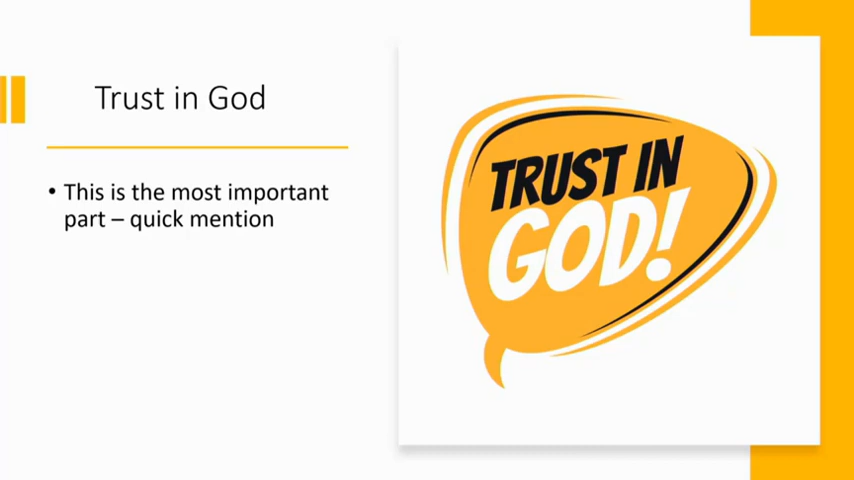 Trust in God
• This is the most important
part – quick mention
TRUST IN
GOD!